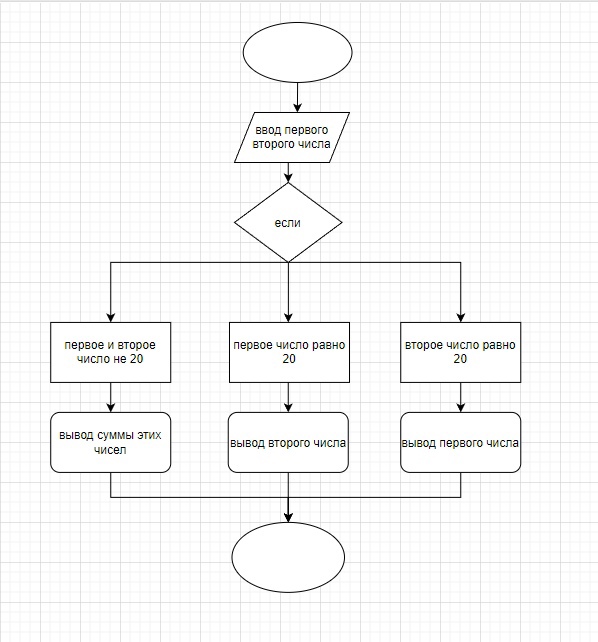 ввод первого
второго числа
если
первое и второе
число не 20
первое число равно
20
второе число равно
20
вывод суммы этих
чисел
вывод второго числа
вывод первого числа